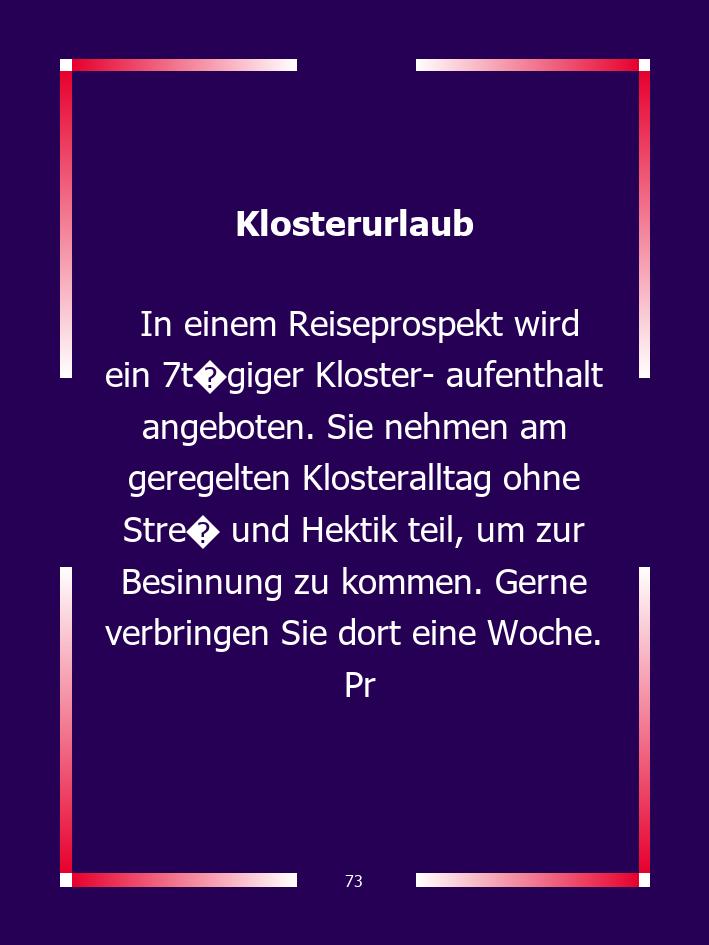 Klosterurlaub
In einem Reiseprospekt wird
ein 7t�giger Kloster- aufenthalt
angeboten. Sie nehmen am
geregelten Klosteralltag ohne
Stre� und Hektik teil, um zur
Besinnung zu kommen. Gerne
verbringen Sie dort eine Woche.
Pr
73